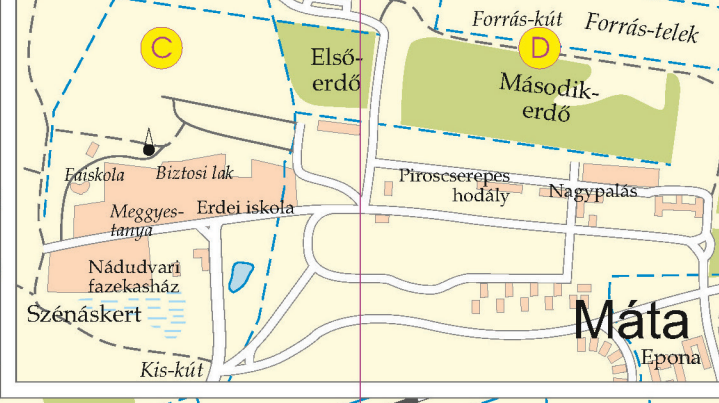 Forrás-kút
Forrás-telek
C
D
Első-
erdő
Második-
erdő
Faiskola
Biztosi lak
Piroscserepes
hodály
Nagypalás
Meggyes-
tanya
Erdei iskola
Nádudvari
fazekasház
Szénáskert
Máta
Kis-kút
Epona